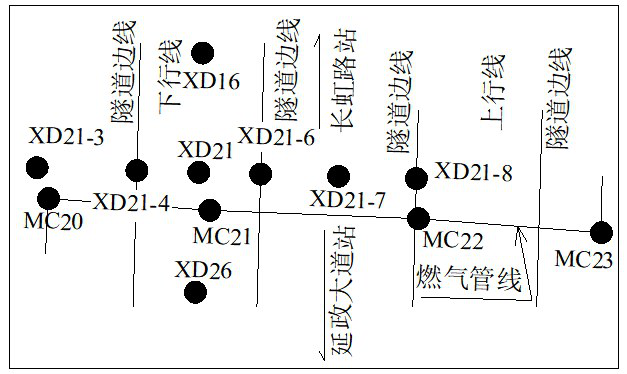 隧道边线
下行线
隧道边线
长虹路站
隧道边线
上行线
隧道边线
XD16
XD21-3
XD21
XD21-6
XD21-4
XD21-7
XD21-8
MC20
MC21
MC22
MC23
XD26
延政大道站
燃气管线